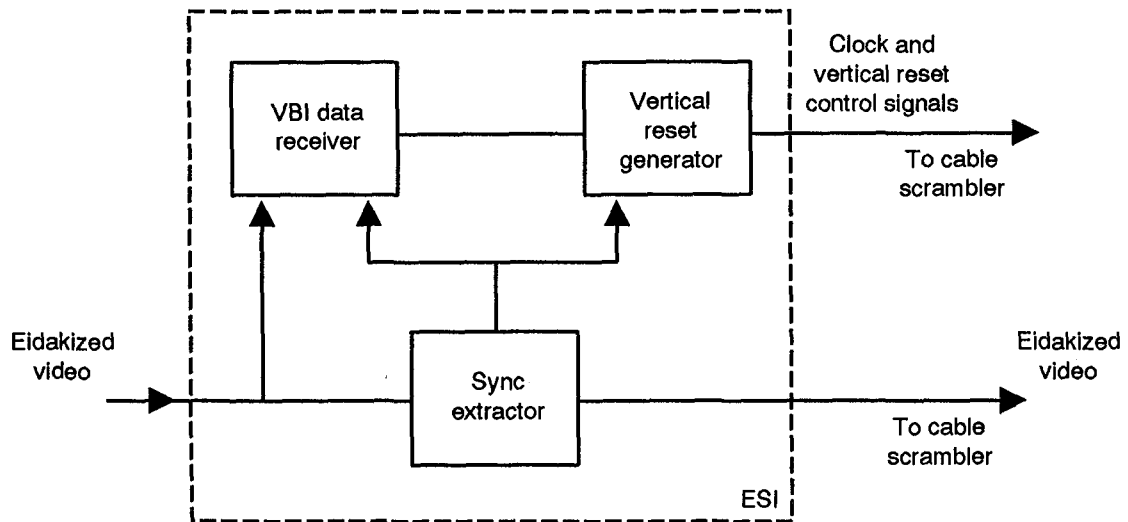 Clock and
vertical reset
control signals
VBI data
receiver
Vertical
reset
generator
To cable
scrambler
Eidakized
video
Sync
extractor
Eidakized
video
To cable
scrambler
ESI